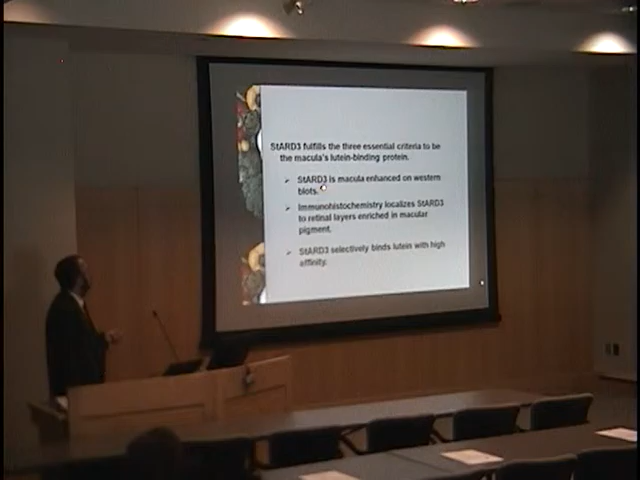 StARD3 fulfills the three essential criteria to be
the macula's lutein-binding protein.
StARD3 is macula enhanced on western
blots.
Immunohistochemistry localizes StARD3
to retinal layers enriched in macular
pigment.
StARD3 selectively binds lutein with high
affinity.